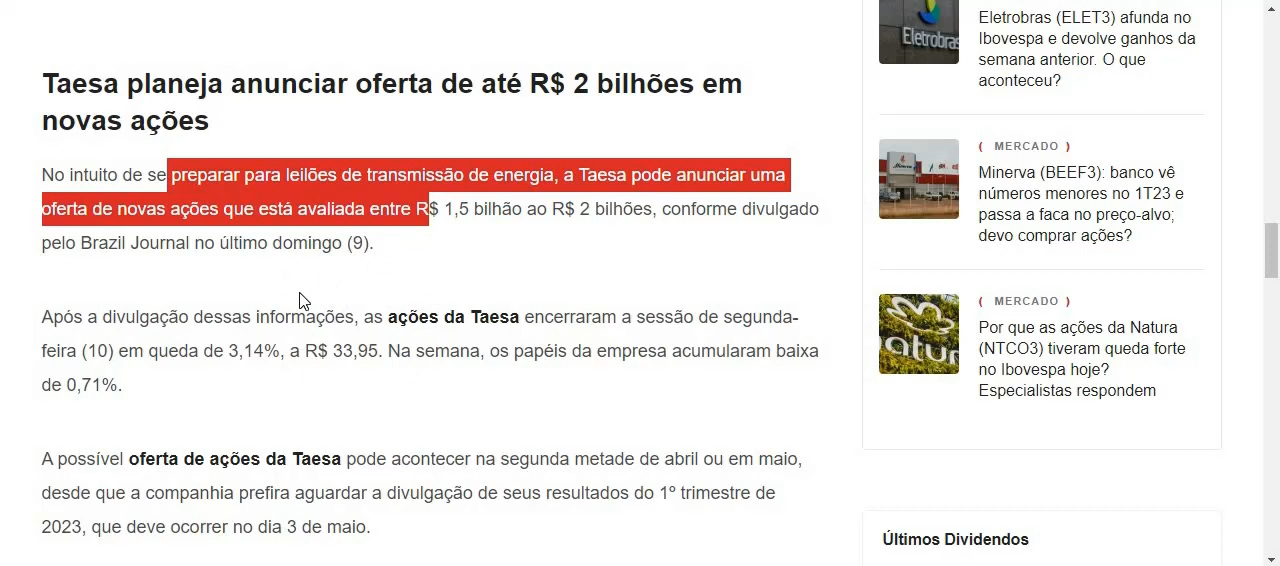 Taesa planeja anunciar oferta de até R$ 2 bilhões em
novas ações
No intuito de se preparar para leilões de transmissão de energia, a Taesa pode anunciar uma
oferta de novas ações que está avaliada entre R$ 1,5 bilhão ao R$ 2 bilhões, conforme divulgado
pelo Brazil Journal no último domingo (9).
Após a divulgação dessas informações, as ações da Taesa encerraram a sessão de segunda-
feira (10) em queda de 3,14%, a R$ 33,95. Na semana, os papéis da empresa acumularam baixa
de 0,71%.
A possível oferta de ações da Taesa pode acontecer na segunda metade de abril ou em maio,
desde que a companhia prefira aguardar a divulgação de seus resultados do 1º trimestre de
2023, que deve ocorrer no dia 3 de maio.
Eletrobras
Eletrobras (ELET3) afunda no
Ibovespa e devolve ganhos da
semana anterior. O que
aconteceu?
( MERCADO )
Minerva (BEEF3): banco vê
números menores no 1T23 e
passa a faca no preço-alvo;
devo comprar ações?
( MERCADO )
natur
Por que as ações da Natura
(NTCO3) tiveram queda forte
no Ibovespa hoje?
Especialistas respondem
Últimos Dividendos